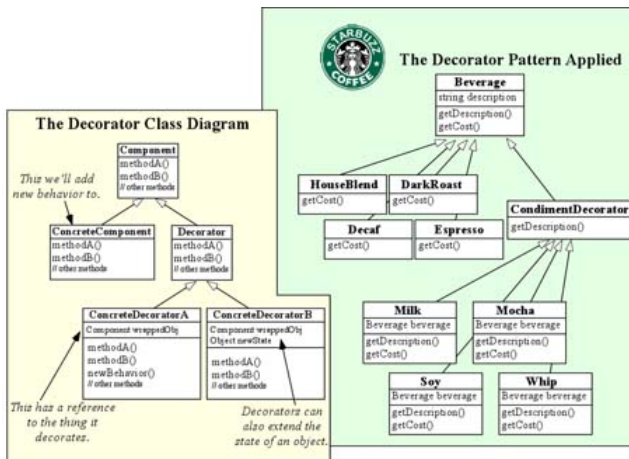 STARBUZZ
COFFEE
The Decorator Pattern Applied
Beverage
string description
getDescription()
getCost()
HouseBlend
getCost()
DarkRoast
getCost()
Decaf
getCost()
Espresso
getCost()
CondimentDecorator
getDescription()
Milk
Beverage beverage
getDescription()
getCost()
Mocha
Beverage beverage
getDescription()
getCost()
Soy
Beverage beverage
getDescription()
getCost()
Whip
Beverage beverage
getDescription()
getCost()
The Decorator Class Diagram
Component
methodA()
methodB()
// other methods
This we'll add
new behavior to.
ConcreteComponent
methodA()
methodB()
// other methods
Decorator
methodA()
methodB()
// other methods
ConcreteDecoratorA
Component wrappedObj
methodA()
methodB()
newBehavior()
// other methods
ConcreteDecoratorB
Component wrappedObj
Object newState
methodA()
methodB()
// other methods
This has a reference
to the thing it
decorates.
Decorators can
also extend the
state of an object.